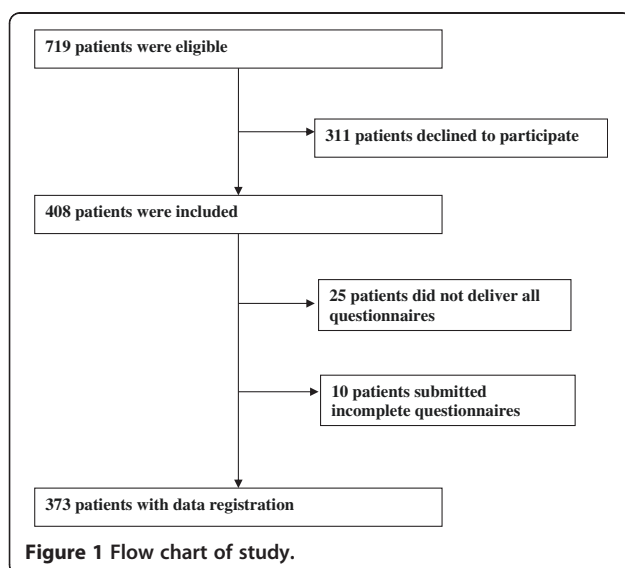 719 patients were eligible
311 patients declined to participate
408 patients were included
25 patients did not deliver all
questionnaires
10 patients submitted
incomplete questionnaires
373 patients with data registration
Figure 1 Flow chart of study.